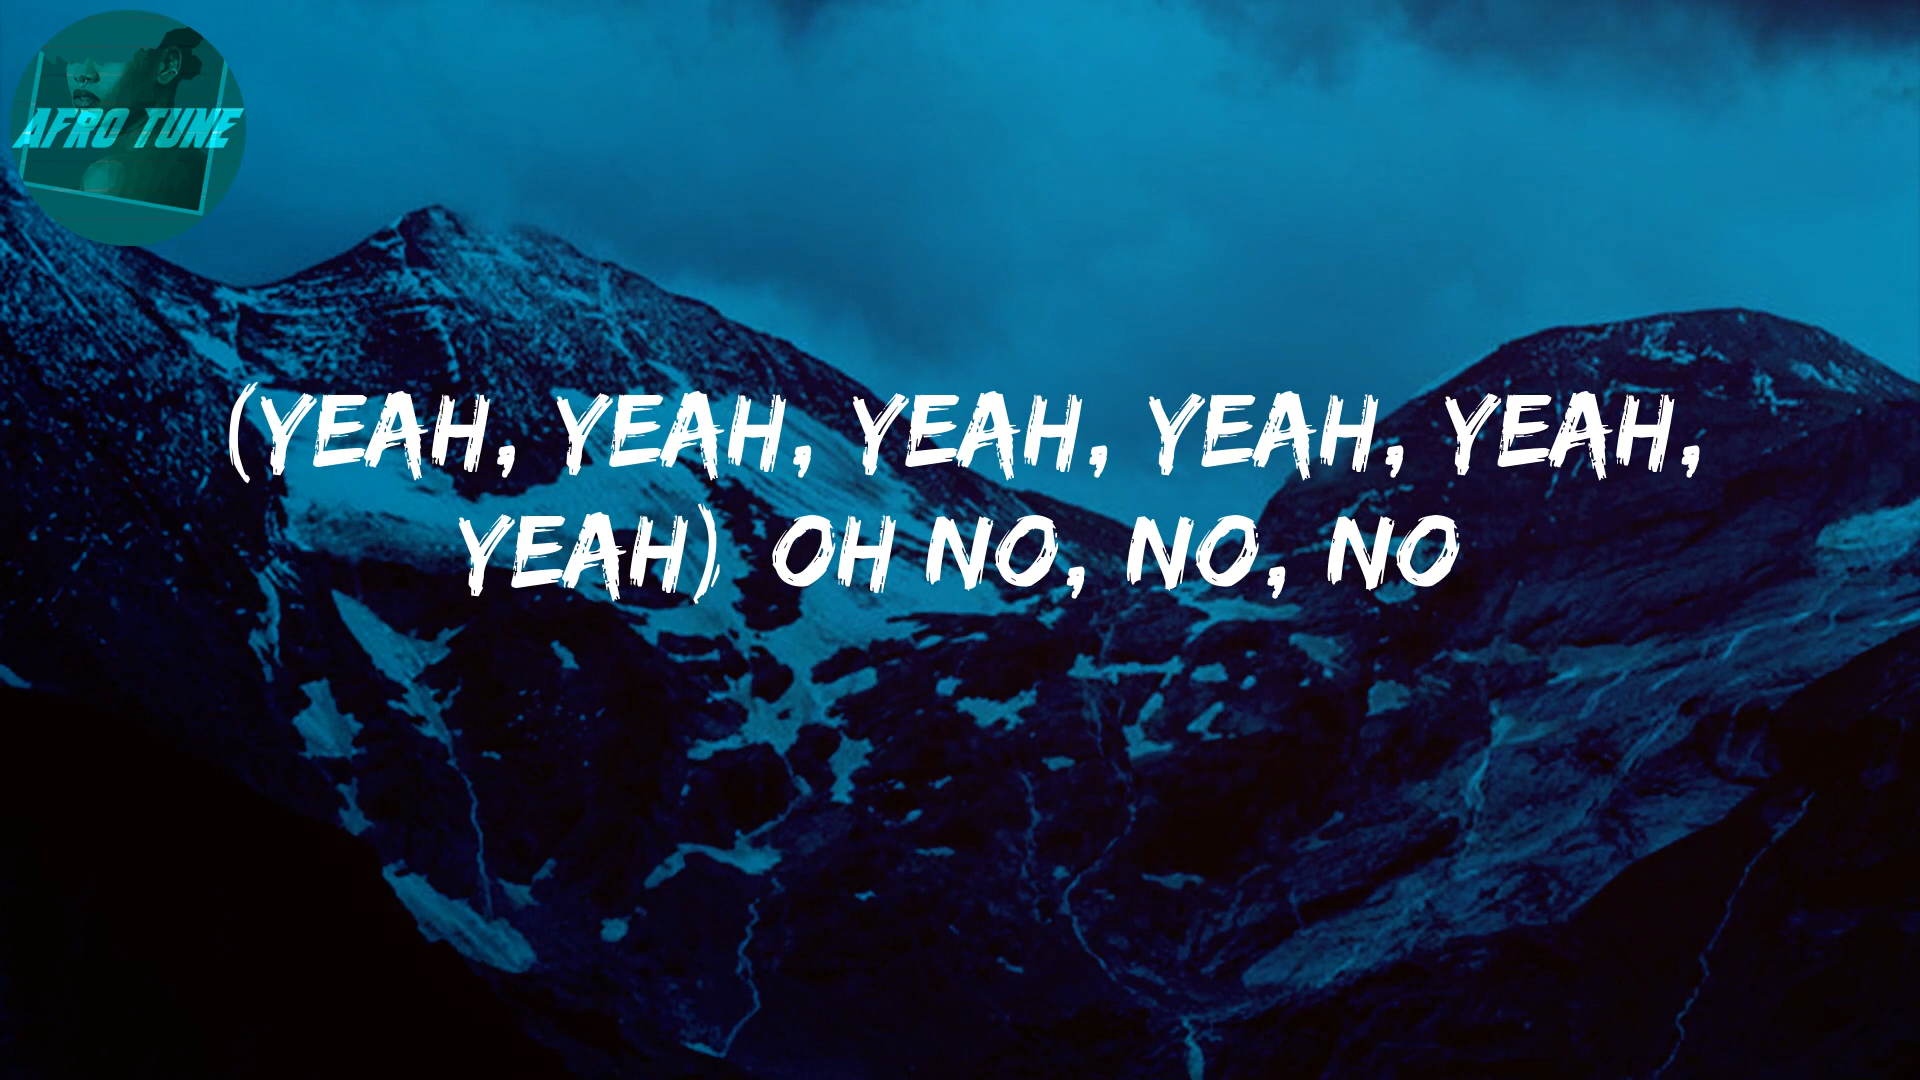 AFRO TUNE
(YEAH, YEAH, YEAH, YEAH, YEAH,
YEAH) OH NO, NO, NO